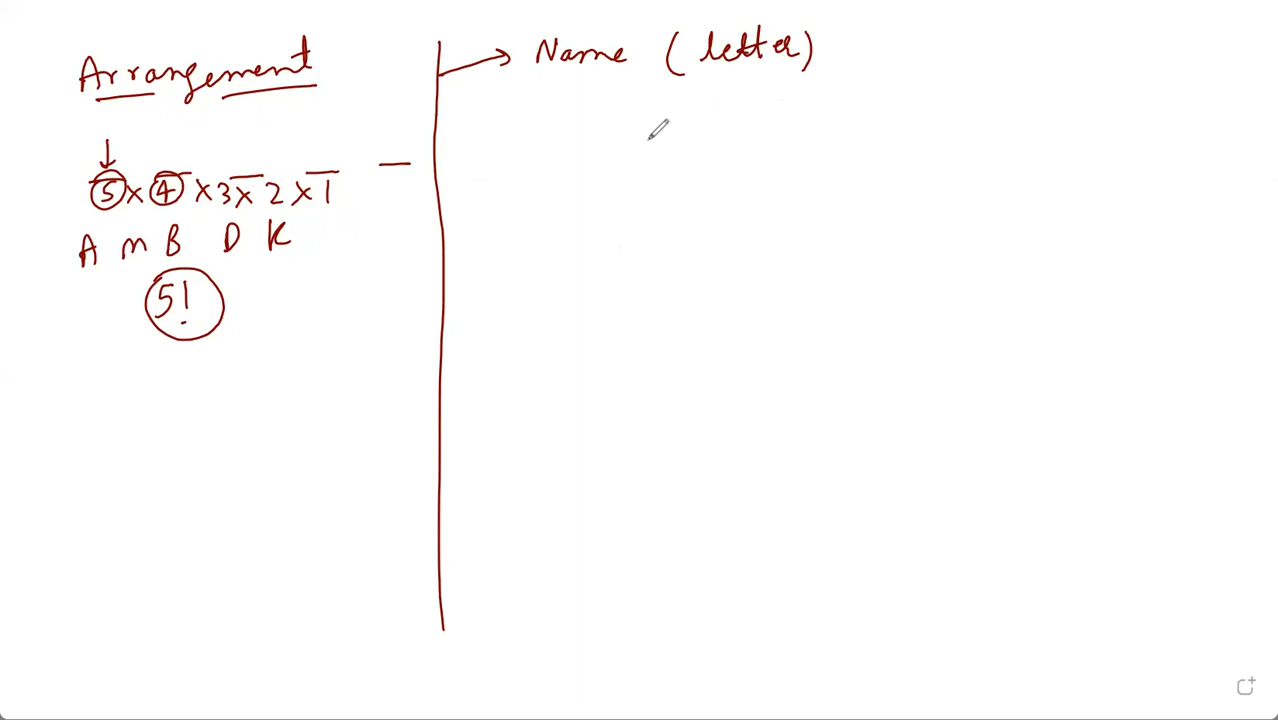 Arrangement
5 x 4 x 3 x 2 x 1
A M B D K
5!
Name (letter)